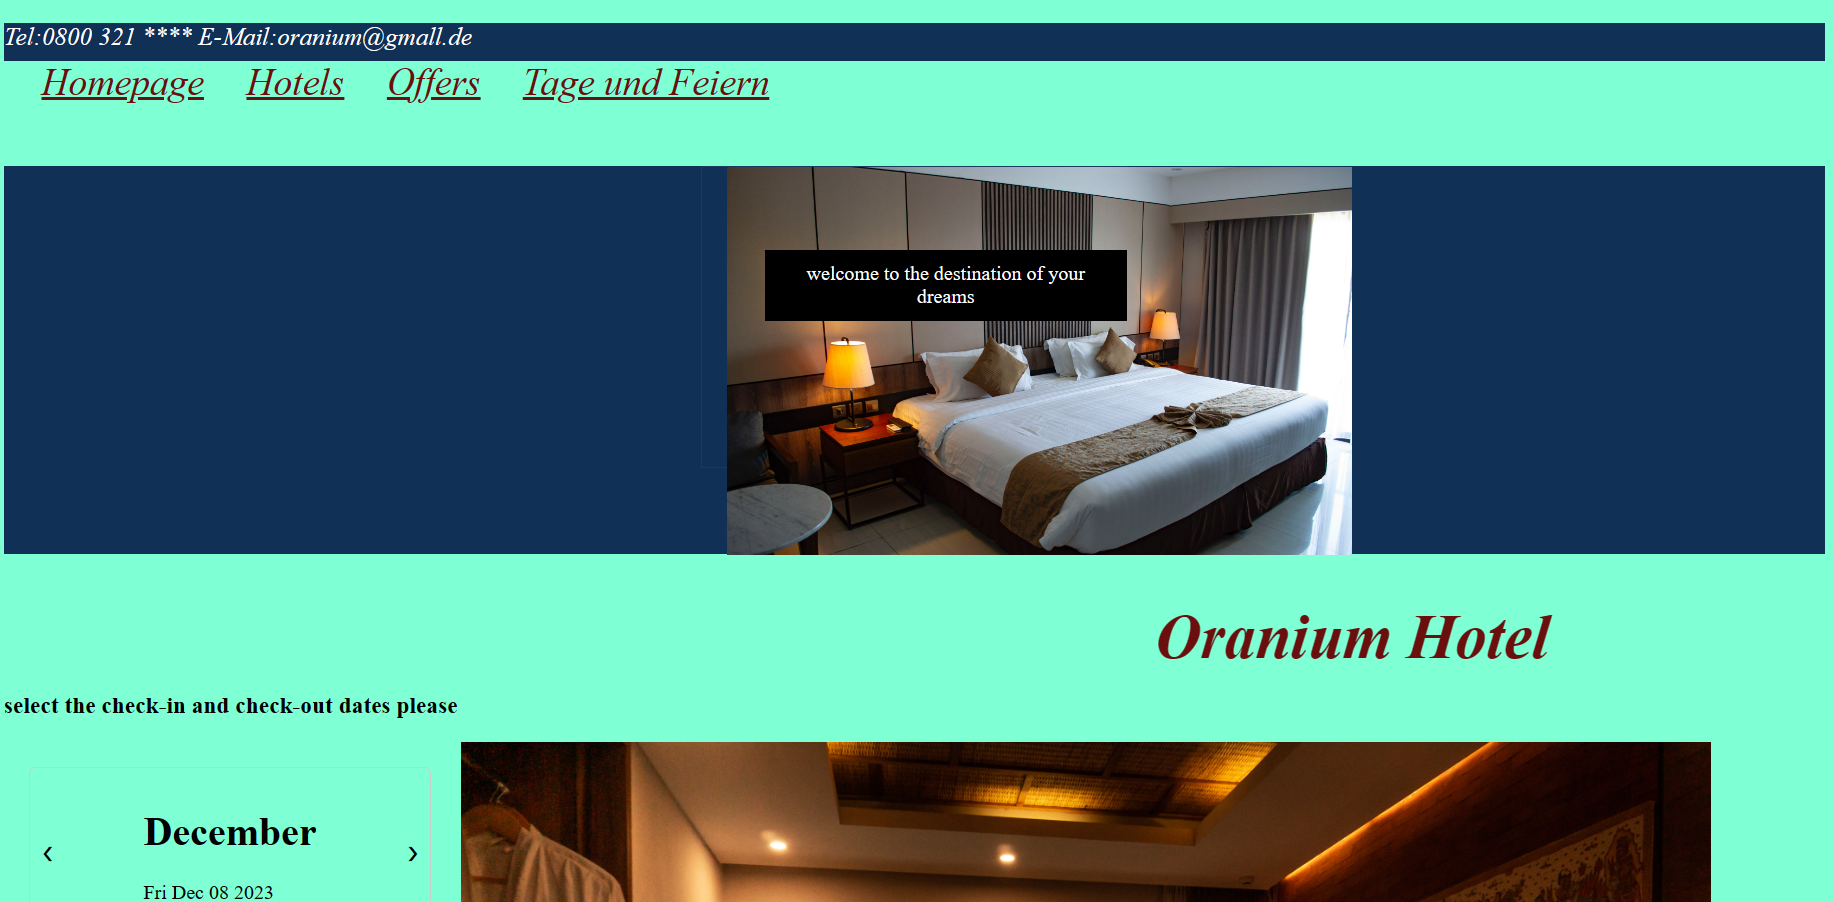 Tel:0800 321 **** E-Mail:oranium@gmall.de
Homepage Hotels Offers Tage und Feiern
welcome to the destination of your
dreams
Oranium Hotel
select the check-in and check-out dates please
December
‹ ›
Fri Dec 08 2023